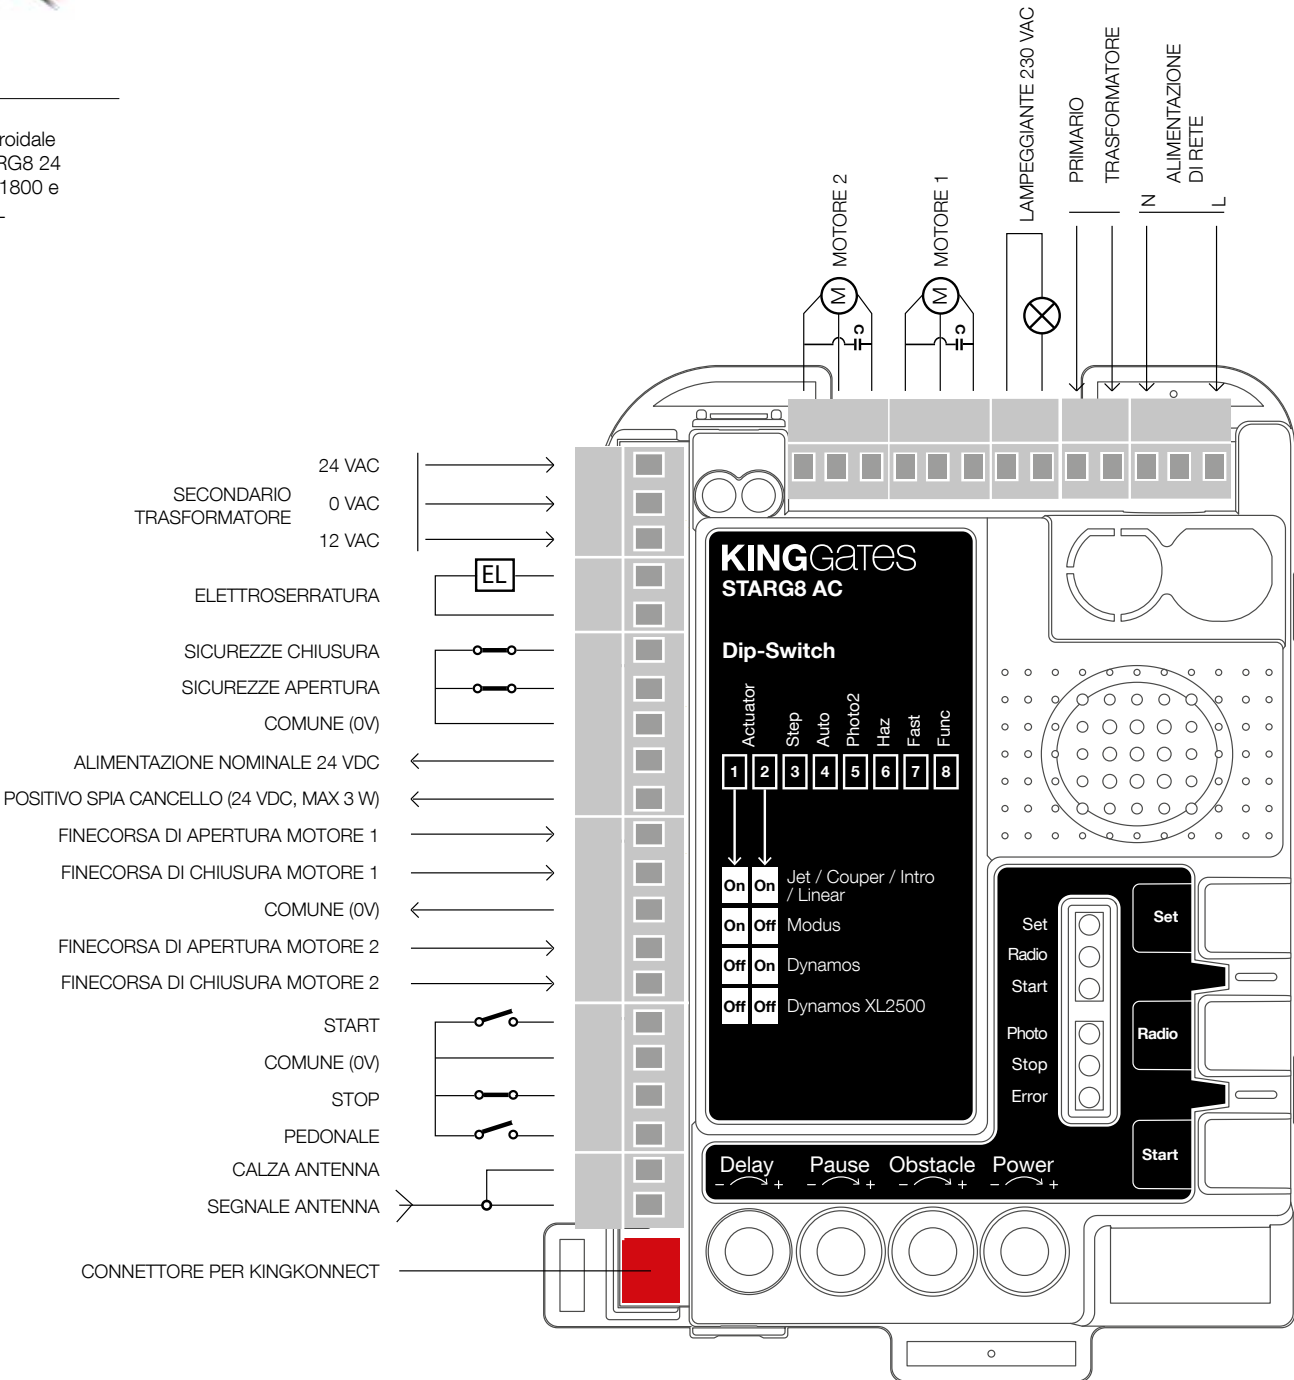 roidale
RG8 24
1800 e
MOTORE 2
MOTORE 1
LAMPEGGIANTE 230 VAC
PRIMARIO
TRASFORMATORE
ALIMENTAZIONE
DI RETE
N
L
M
M
C
C
24 VAC
SECONDARIO
TRASFORMATORE
0 VAC
12 VAC
ELETTROSERRATURA
EL
SICUREZZE CHIUSURA
SICUREZZE APERTURA
COMUNE (0V)
ALIMENTAZIONE NOMINALE 24 VDC
POSITIVO SPIA CANCELLO (24 VDC, MAX 3 W)
FINECORSA DI APERTURA MOTORE 1
FINECORSA DI CHIUSURA MOTORE 1
COMUNE (0V)
FINECORSA DI APERTURA MOTORE 2
FINECORSA DI CHIUSURA MOTORE 2
START
COMUNE (0V)
STOP
PEDONALE
CALZA ANTENNA
SEGNALE ANTENNA
CONNETTORE PER KINGKONNECT
KINGGATES
STARG8 AC
Dip-Switch
Actuator
Step
Auto
Photo2
Haz
Fast
Func
1 2 3 4 5 6 7 8
On On Jet / Couper / Intro
/ Linear
On Off Modus
Off On Dynamos
Off Off Dynamos XL2500
Set
Radio
Start
Photo
Stop
Error
Set
Radio
Start
Delay Pause Obstacle Power
- + - + - + - +